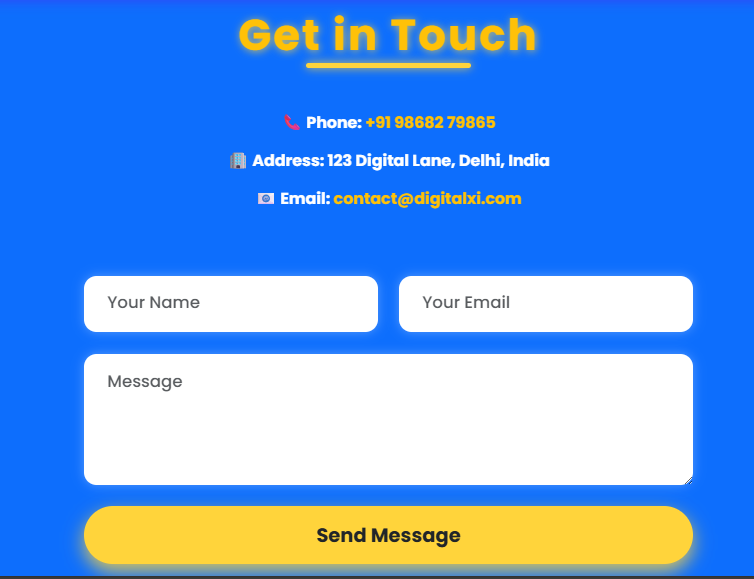 Get in Touch
Phone: +91 98682 79865
Address: 123 Digital Lane, Delhi, India
Email: contact@digitalxi.com
Your Name
Your Email
Message
Send Message